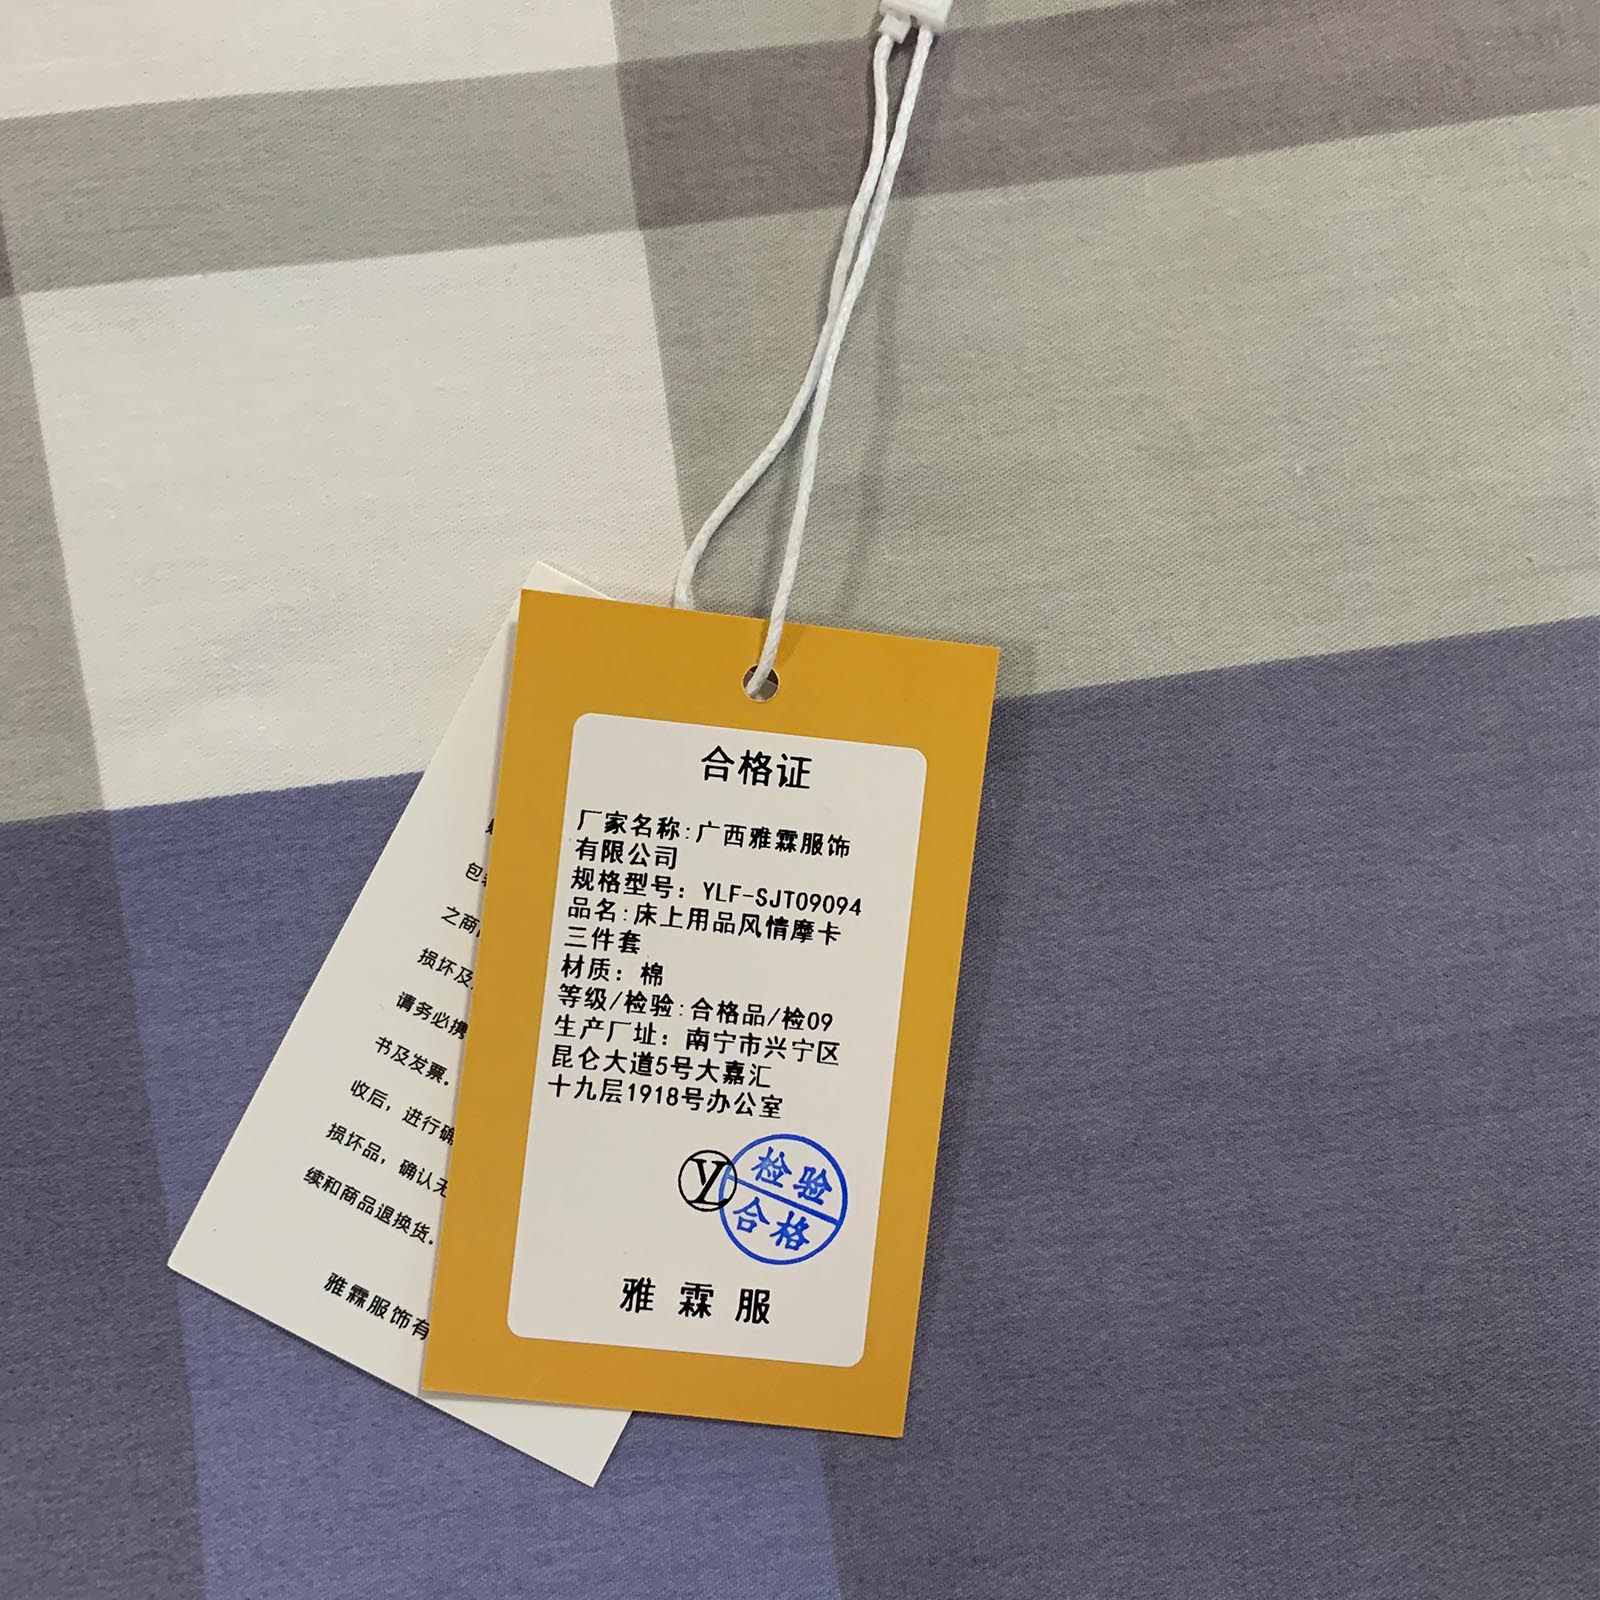 合格证
厂家名称:广西雅霖服饰
有限公司
规格型号: YLF-SJT09094
品名:床上用品风情摩卡
三件套
材质: 棉
等级/检验:合格品/检09
生产厂址: 南宁市兴宁区
昆仑大道5号大嘉汇
十九层1918号办公室
检验
合格
雅霖服
包装
之商
损坏及
请务必携
书及发票.
收后, 进行确
损坏品, 确认无
续和商品退换货.
雅霖服饰有